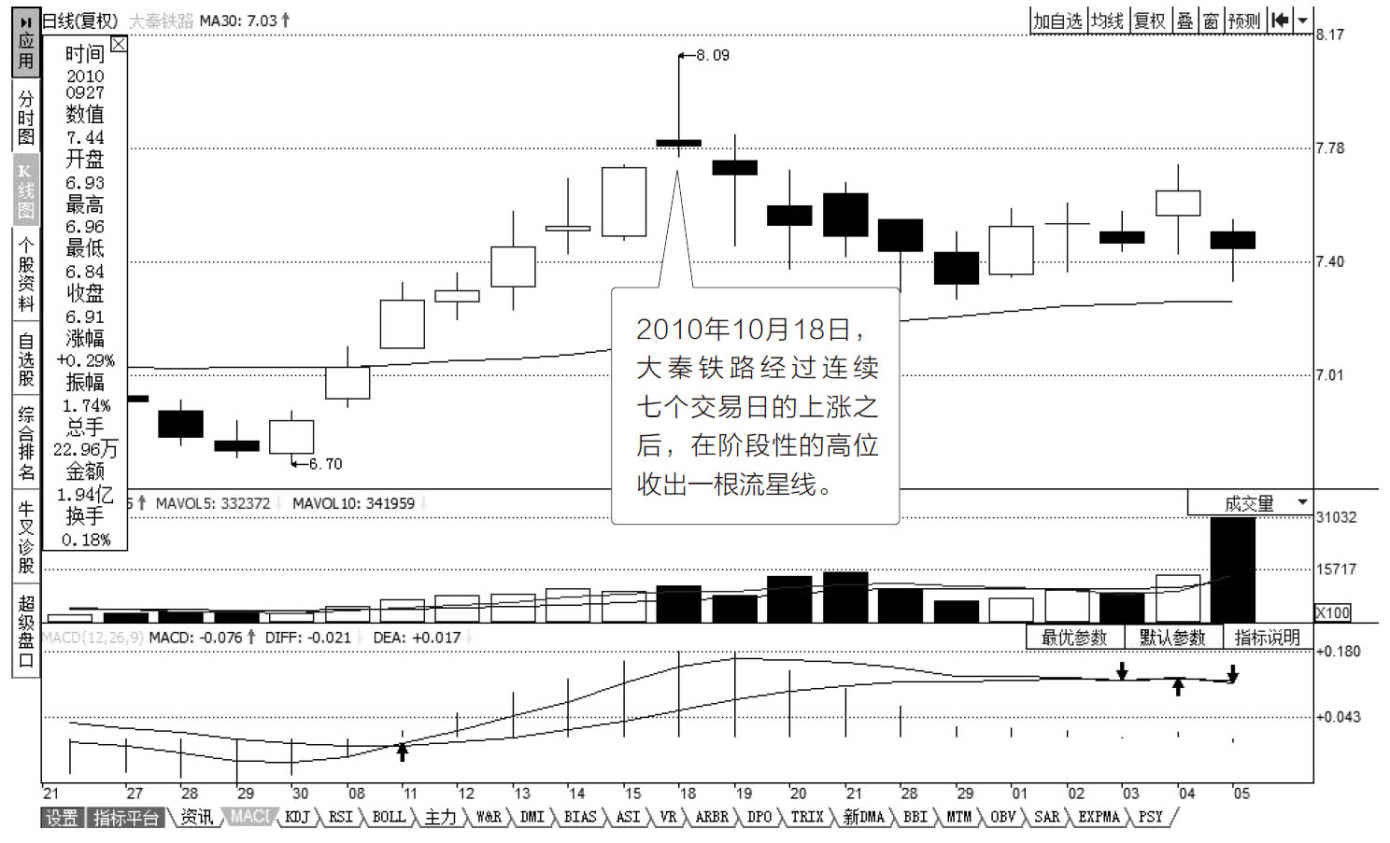 日线(复权) 大秦铁路 MA30: 7.03↑
加自选 均线 复权 叠 窗 预测
应用
分时图
K线图
个股资料
自选股
综合排名
牛叉诊股
超级盘口
时间
2010
0927
数值
7.44
开盘
6.93
最高
6.96
最低
6.84
收盘
6.91
涨幅
+0.29%
振幅
1.74%
总手
22.96万
金额
1.94亿
换手
0.18%
8.17
7.78
7.40
7.01
←8.09
←6.70
2010年10月18日，
大秦铁路经过连续
七个交易日的上涨之
后，在阶段性的高位
收出一根流星线。
5↑ MAVOL5: 332372↓ MAVOL10: 341959↓
成交量
31032
15717
X100
MACD(12,26,9) MACD: -0.076↑ DIFF: -0.021↓ DEA: +0.017↓
最优参数 默认参数 指标说明
+0.180
+0.043
21 27 28 29 30 08 11 12 13 14 15 18 19 20 21 28 29 01 02 03 04 05
设置 指标平台 资讯 MACD KDJ RSI BOLL 主力 W&R DMI BIAS ASI VR ARBR DPO TRIX 新DMA BBI MTM OBV SAR EXPMA PSY